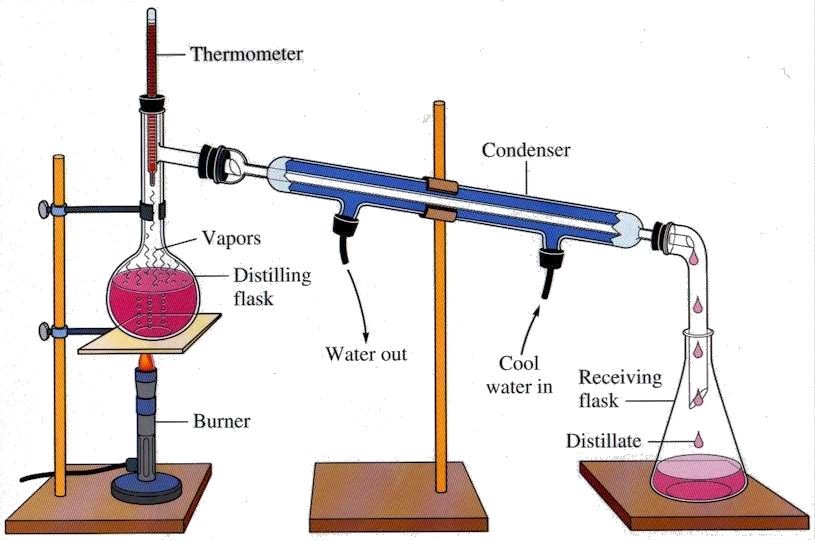 Thermometer
Condenser
Vapors
Distilling
flask
Water out
Cool
water in
Receiving
flask
Burner
Distillate